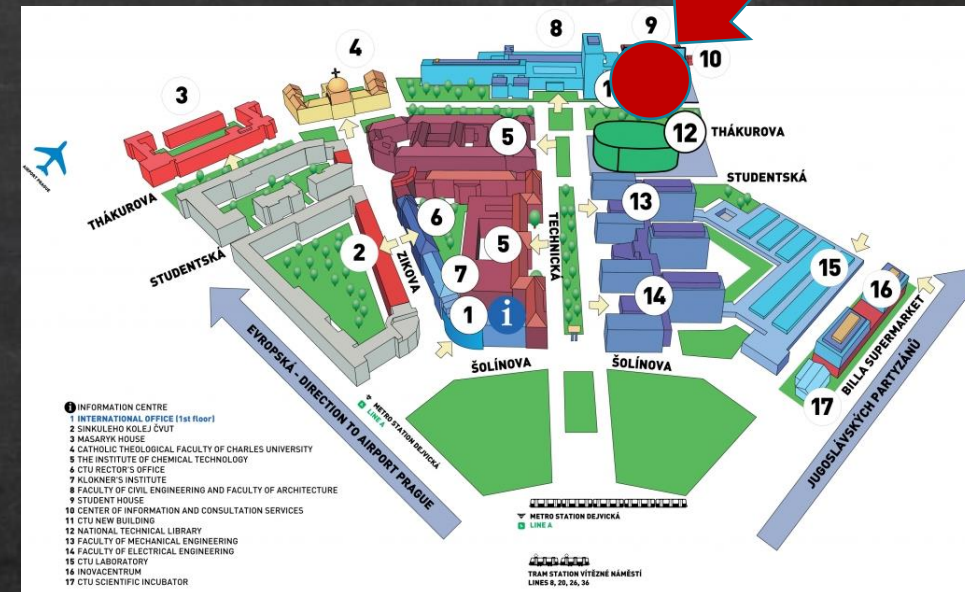 8
9
4
10
3
1
5
12
THÁKUROVA
AIRPORT PRAGUE
STUDENTSKÁ
THÁKUROVA
13
6
TECHNICKÁ
2
ZIKOVA
5
STUDENTSKÁ
7
15
16
14
1
i
BILLA SUPERMARKET
ŠOLÍNOVA
ŠOLÍNOVA
17
EVROPSKÁ - DIRECTION TO AIRPORT PRAGUE
JUGOSLÁVSKÝCH PARTYZÁNŮ
METRO STATION DEJVICKÁ
LINE A
i INFORMATION CENTRE
1 INTERNATIONAL OFFICE (1st floor)
2 SINKULEHO KOLEJ ČVUT
3 MASARYK HOUSE
4 CATHOLIC THEOLOGICAL FACULTY OF CHARLES UNIVERSITY
5 THE INSTITUTE OF CHEMICAL TECHNOLOGY
6 CTU RECTOR'S OFFICE
7 KLOKNER'S INSTITUTE
8 FACULTY OF CIVIL ENGINEERING AND FACULTY OF ARCHITECTURE
9 STUDENT HOUSE
10 CENTER OF INFORMATION AND CONSULTATION SERVICES
11 CTU NEW BUILDING
12 NATIONAL TECHNICAL LIBRARY
13 FACULTY OF MECHANICAL ENGINEERING
14 FACULTY OF ELECTRICAL ENGINEERING
15 CTU LABORATORY
16 INOVACENTRUM
17 CTU SCIENTIFIC INCUBATOR
METRO STATION DEJVICKÁ
LINE A
TRAM STATION VÍTĚZNÉ NÁMĚSTÍ
LINES 8, 20, 26, 36